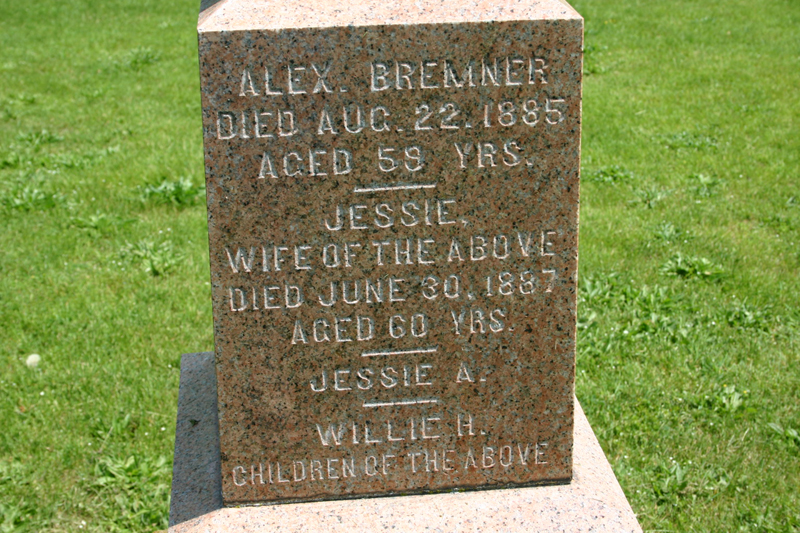 ALEX. BREMNER
DIED AUG. 22. 1885
AGED 59 YRS.
JESSIE,
WIFE OF THE ABOVE
DIED JUNE 30. 1887
AGED 60 YRS.
JESSIE A.
WILLIE H.
CHILDREN OF THE ABOVE